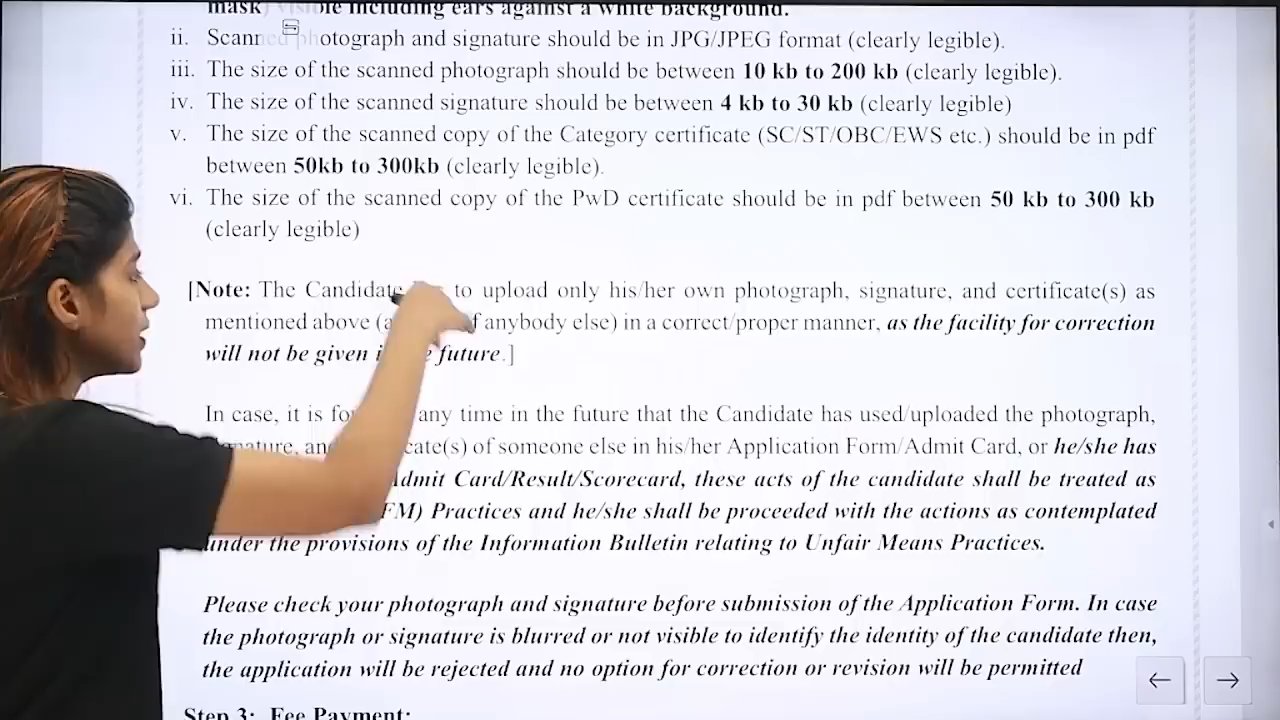 mask) visible including ears against a white background.
ii. Scanned photograph and signature should be in JPG/JPEG format (clearly legible).
iii. The size of the scanned photograph should be between 10 kb to 200 kb (clearly legible).
iv. The size of the scanned signature should be between 4 kb to 30 kb (clearly legible)
v. The size of the scanned copy of the Category certificate (SC/ST/OBC/EWS etc.) should be in pdf
between 50kb to 300kb (clearly legible).
vi. The size of the scanned copy of the PwD certificate should be in pdf between 50 kb to 300 kb
(clearly legible)
[Note: The Candidate to upload only his/her own photograph, signature, and certificate(s) as
mentioned above ( anybody else) in a correct/proper manner, as the facility for correction
will not be given future.]
In case, it is any time in the future that the Candidate has used/uploaded the photograph,
of someone else in his/her Application Form/Admit Card, or he/she has
Admit Card/Result/Scorecard, these acts of the candidate shall be treated as
Practices and he/she shall be proceeded with the actions as contemplated
under the provisions of the Information Bulletin relating to Unfair Means Practices.
Please check your photograph and signature before submission of the Application Form. In case
the photograph or signature is blurred or not visible to identify the identity of the candidate then,
the application will be rejected and no option for correction or revision will be permitted
Step 3: Fee Payment: